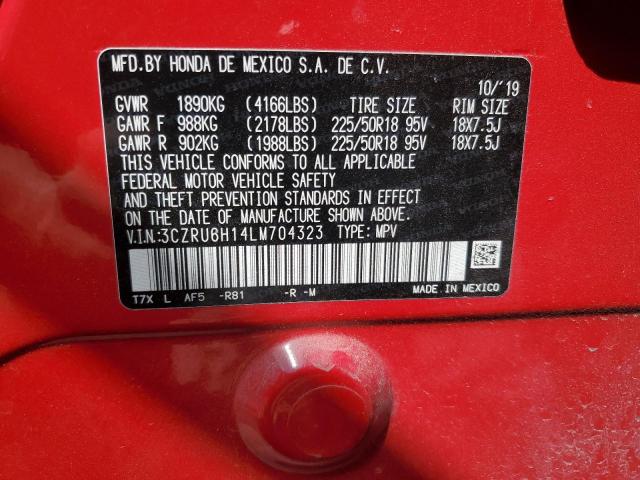 MFD.BY HONDA DE MEXICO S.A. DE C.V.
10/'19
GVWR 1890KG (4166LBS) TIRE SIZE RIM SIZE
GAWR F 988KG (2178LBS) 225/50R18 95V 18X7.5J
GAWR R 902KG (1988LBS) 225/50R18 95V 18X7.5J
THIS VEHICLE CONFORMS TO ALL APPLICABLE
FEDERAL MOTOR VEHICLE SAFETY
AND THEFT PREVENTION STANDARDS IN EFFECT
ON THE DATE OF MANUFACTURE SHOWN ABOVE.
V.I.N:3CZRU6H14LM704323 TYPE: MPV
T7X L AF5 -R81 -R -M MADE IN MEXICO